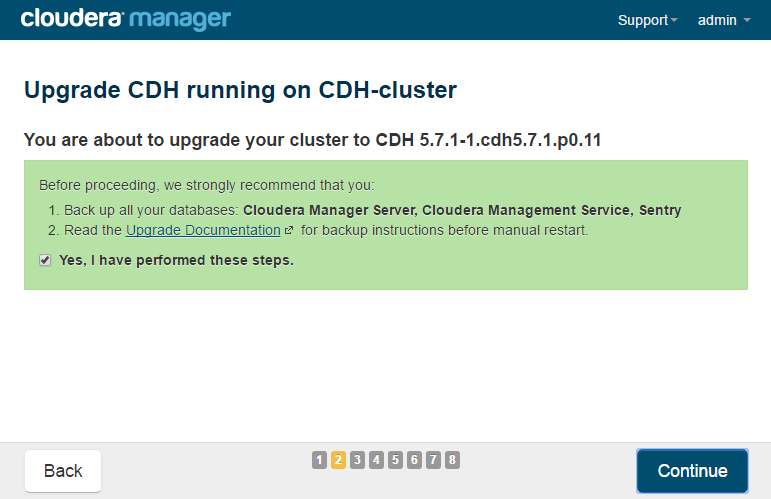 cloudera manager
Support admin
Upgrade CDH running on CDH-cluster
You are about to upgrade your cluster to CDH 5.7.1-1.cdh5.7.1.p0.11
Before proceeding, we strongly recommend that you:
1. Back up all your databases: Cloudera Manager Server, Cloudera Management Service, Sentry
2. Read the Upgrade Documentation for backup instructions before manual restart.
Yes, I have performed these steps.
Back 1 2 3 4 5 6 7 8 Continue